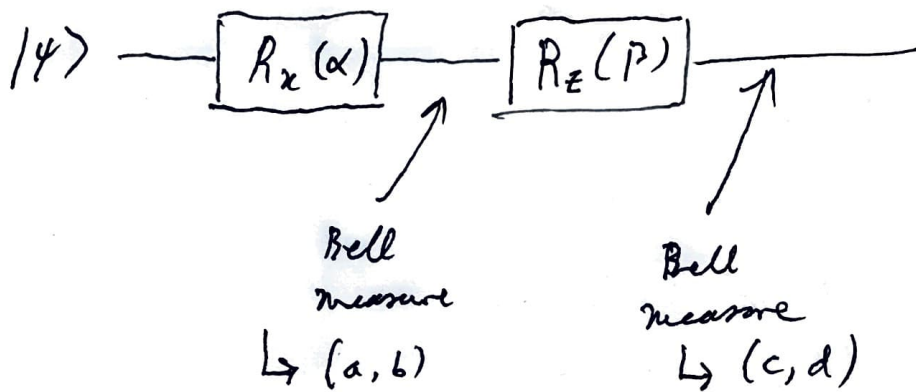 |ψ⟩ R_x(α) R_z(β)
Bell Bell
measure measure
↳ (a, b) ↳ (c, d)